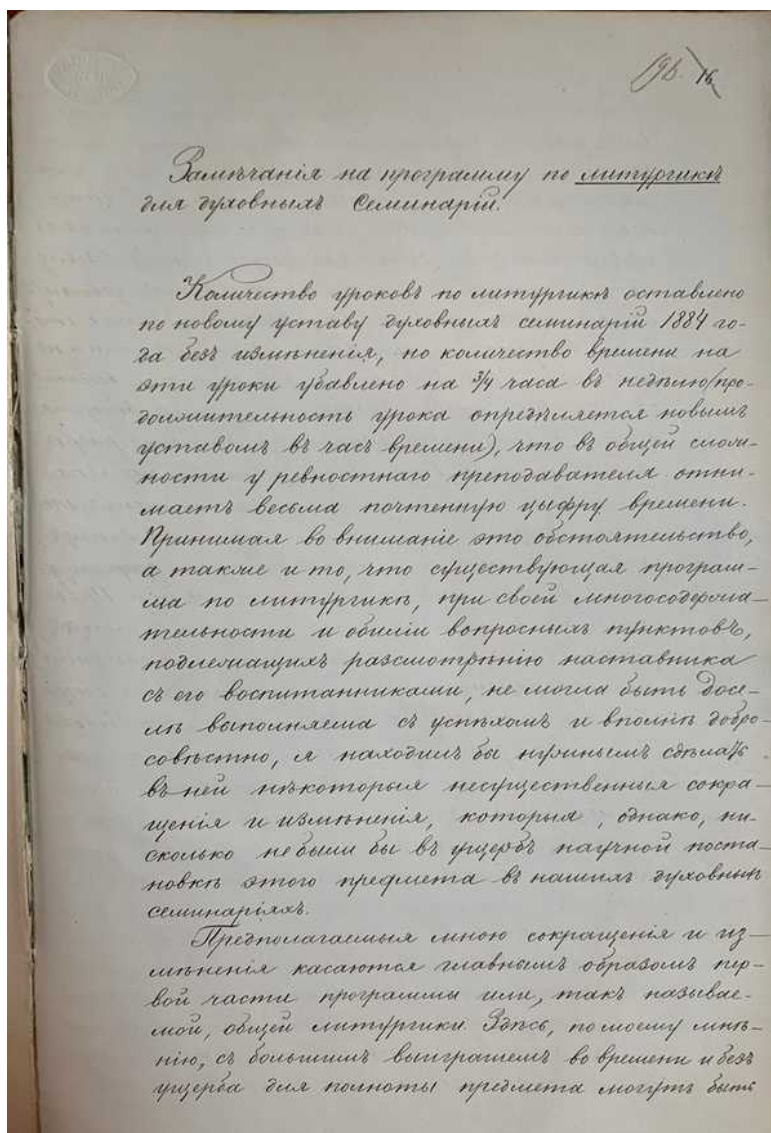 196. 16
Замѣчанія на программу по литургикѣ
для духовныхъ Семинарій.
Количество уроковъ по литургикѣ оставлено
по новому уставу духовныхъ семинарій 1884 го-
да безъ измѣненія, но количество времени на
эти уроки убавлено на 3/4 часа въ недѣлю (про-
должительность урока опредѣляется новымъ
уставомъ въ часъ времени), что въ общей слож-
ности у ревностнаго преподавателя отни-
маетъ весьма почтенную цыфру времени.
Принимая во вниманіе это обстоятельство,
а также и то, что существующая програм-
ма по литургикѣ, при своей многосодержа-
тельности и обиліи вопросныхъ пунктовъ,
подлежащихъ разсмотрѣнію наставника
съ его воспитанниками, не могла быть досе-
лѣ выполняема съ успѣхомъ и вполнѣ добро-
совѣстно, я находилъ бы нужнымъ сдѣлать
въ ней нѣкоторыя несущественныя сокра-
щенія и измѣненія, которыя, однако, ни-
сколько не были бы въ ущербъ научной поста-
новкѣ этого предмета въ нашихъ духовныхъ
семинаріяхъ.
Предполагаемыя мною сокращенія и из-
мѣненія касаются главнымъ образомъ пер-
вой части программы или, такъ называе-
мой, общей литургики. Здѣсь, по моему мнѣ-
нію, съ большимъ выигрышемъ во времени и безъ
ущерба для полноты предмета могутъ быть